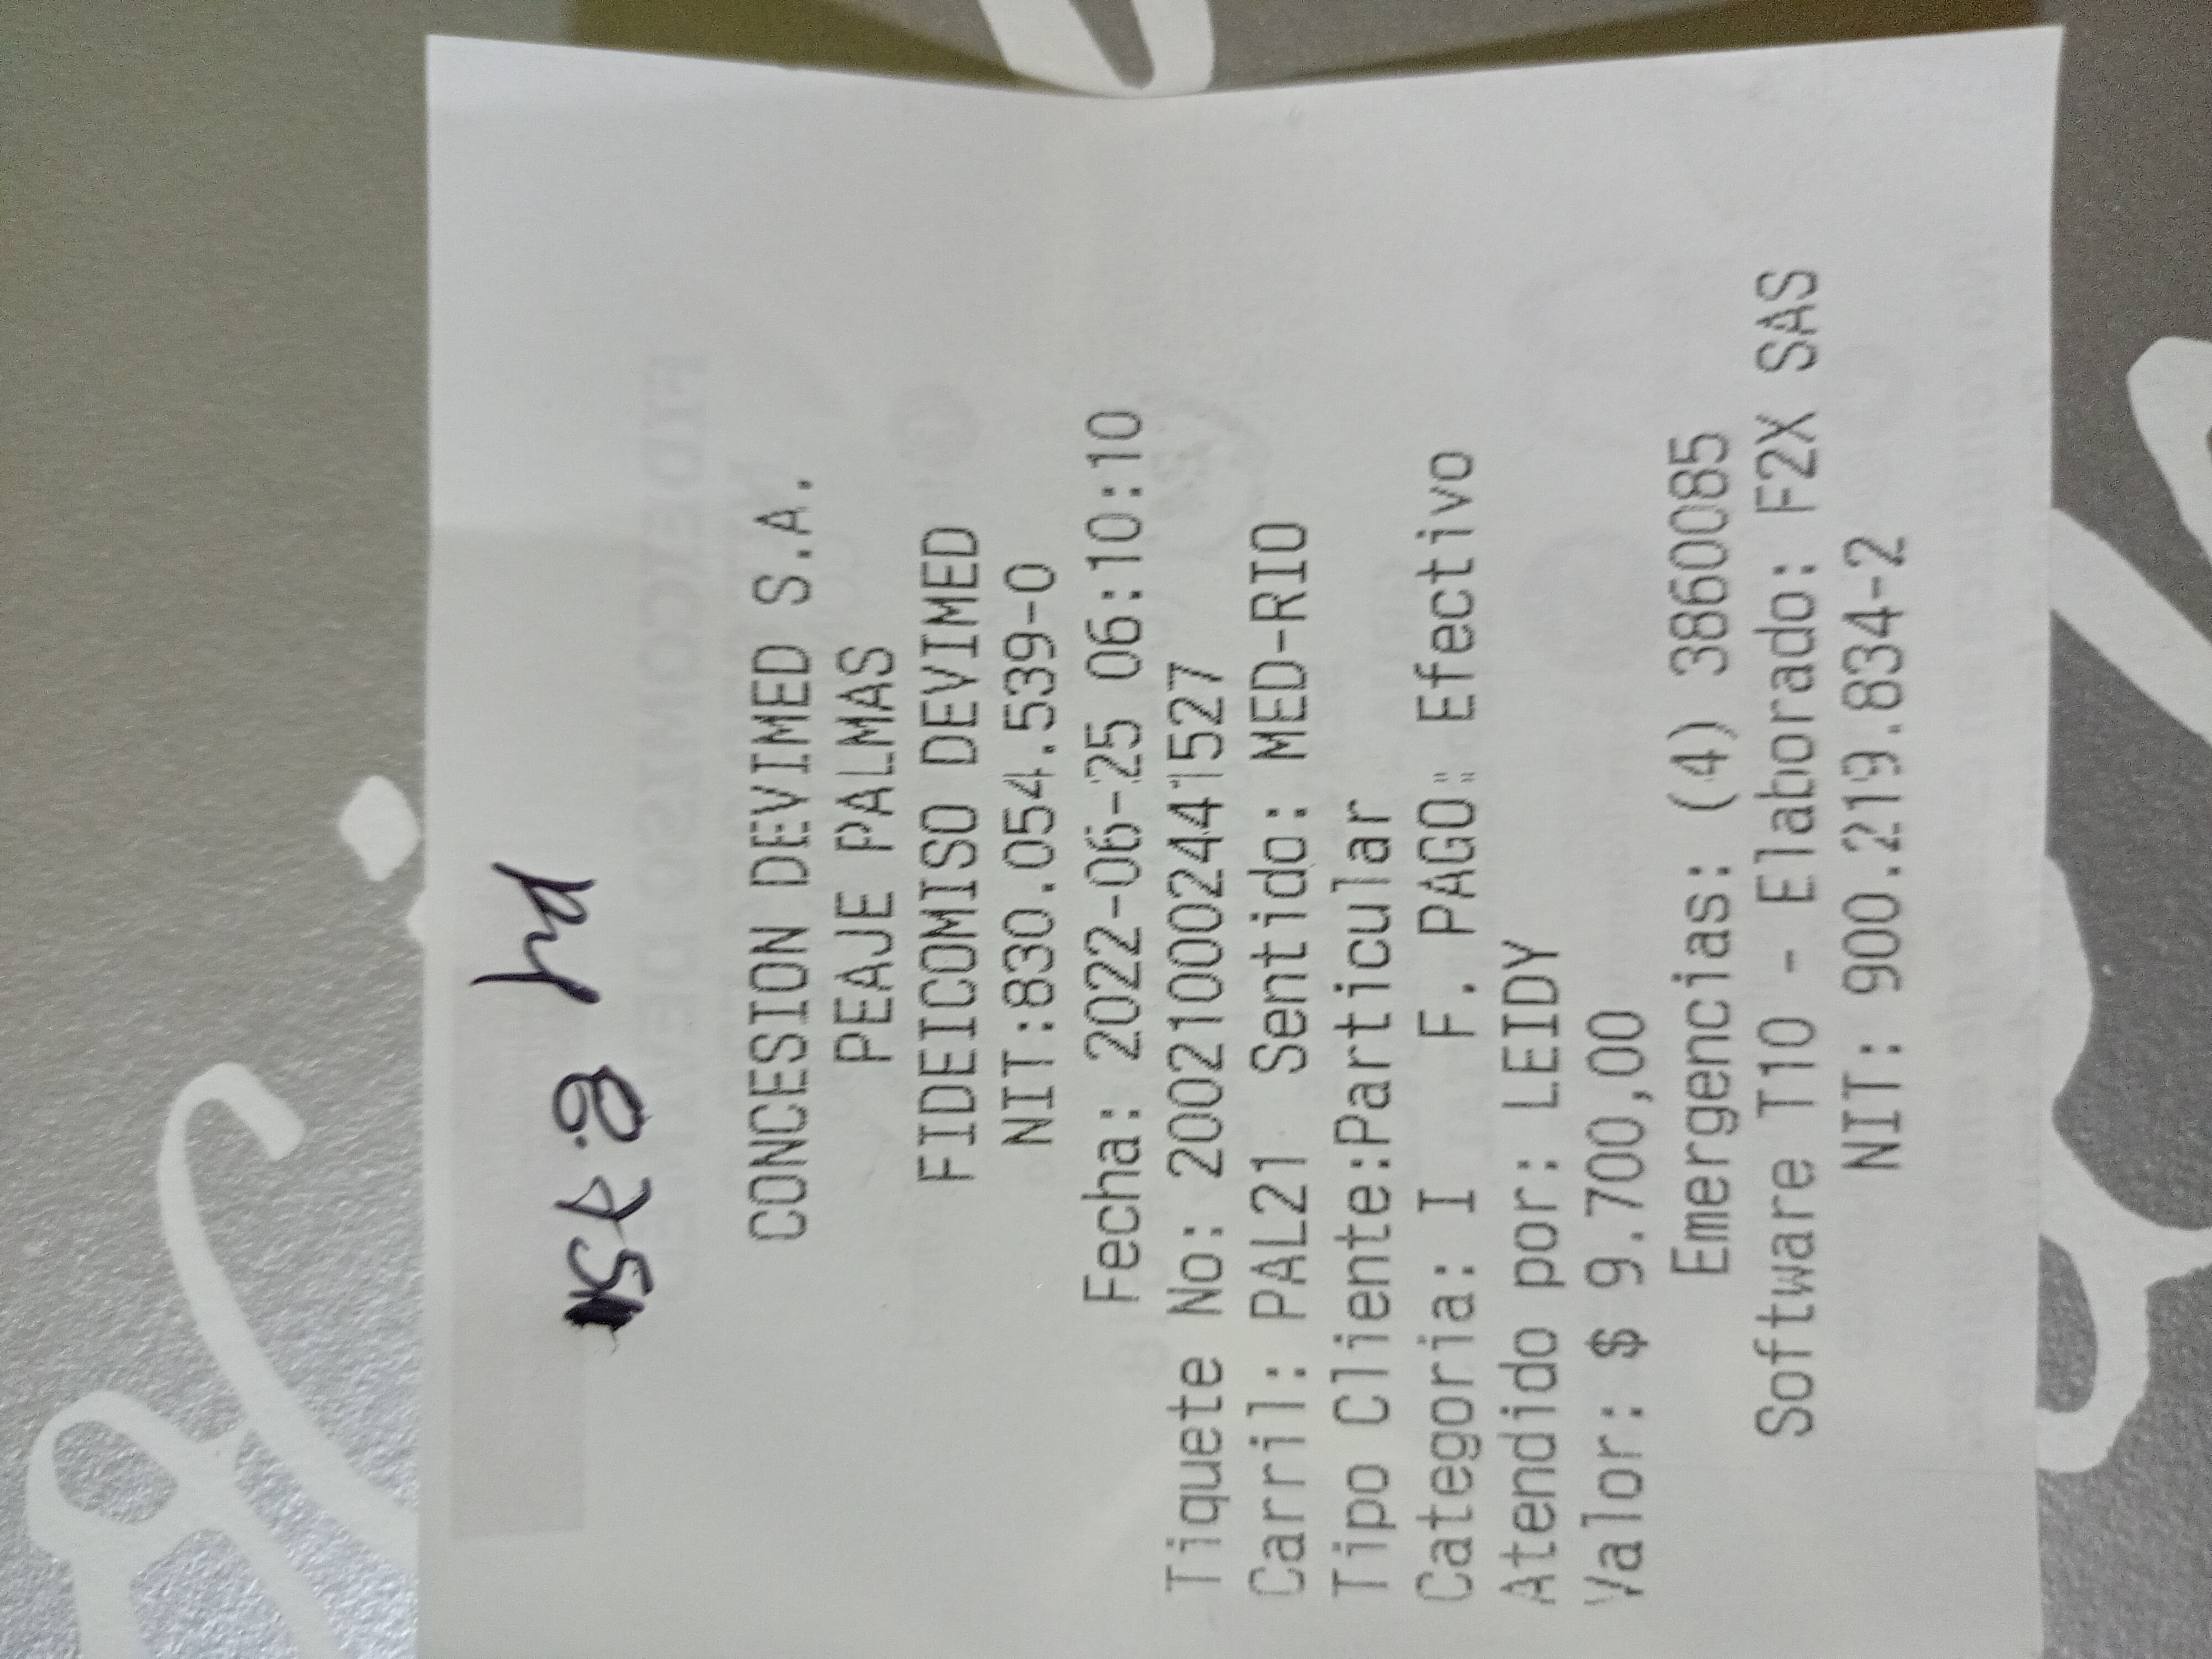 CONCESION DEVIMED S.A.
PEAJE PALMAS
FIDEICOMISO DEVIMED
NIT:830.054.539-0
Fecha: 2022-06-25 06:10:10
Tiquete No: 200210002441527
Carril: PAL21 Sentido: MED-RIO
Tipo Cliente:Particular
Categoria: I F. PAGO: Efectivo
Atendido por: LEIDY
Valor: $ 9.700,00
Emergencias: (4) 3860085
Software T10 - Elaborado: F2X SAS
NIT: 900.219.834-2